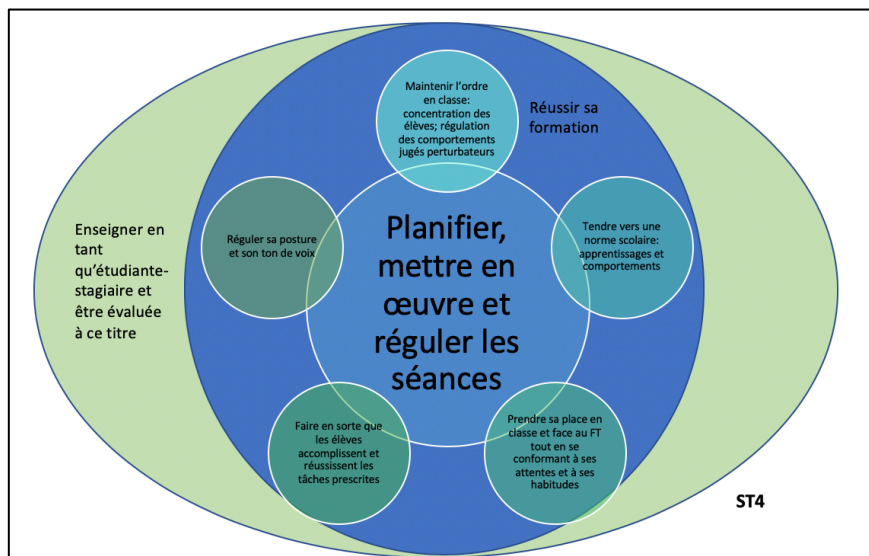 Maintenir l'ordre
en classe:
concentration des
élèves; régulation
des comportements
jugés perturbateurs
Réussir sa
formation
Enseigner en
tant
qu'étudiante-
stagiaire et
être évaluée
à ce titre
Réguler sa posture
et son ton de voix
Planifier,
mettre en
œuvre et
réguler les
séances
Tendre vers une
norme scolaire:
apprentissages et
comportements
Faire en sorte que
les élèves
accomplissent et
réussissent les
tâches prescrites
Prendre sa place en
classe et face au FT
tout en se
conformant à ses
attentes et à ses
habitudes
ST4